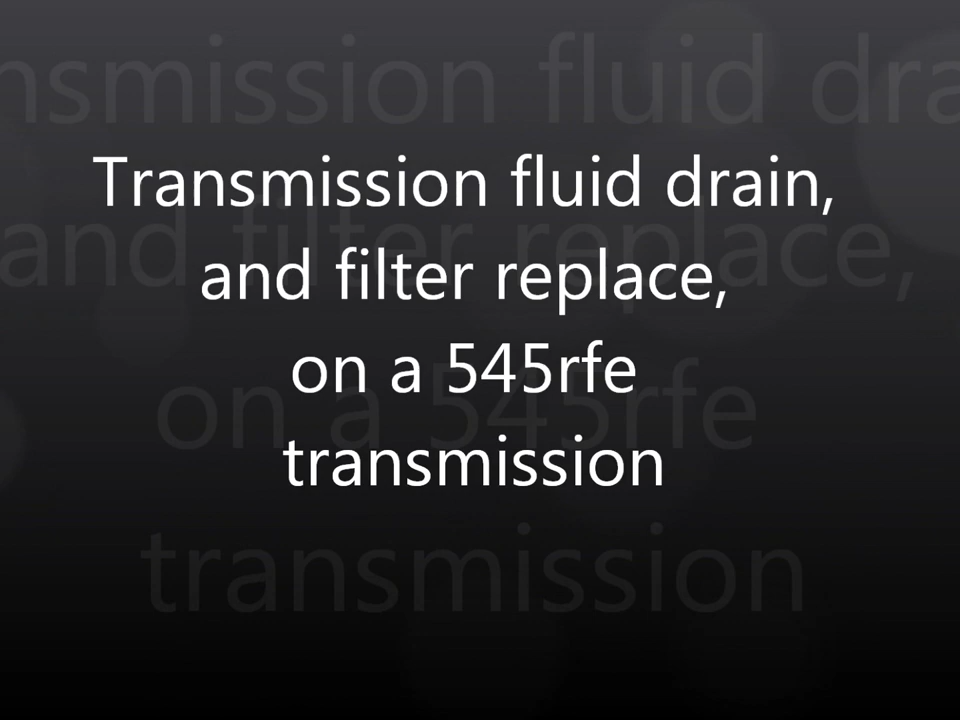 Transmission fluid drain,
and filter replace,
on a 545rfe
transmission